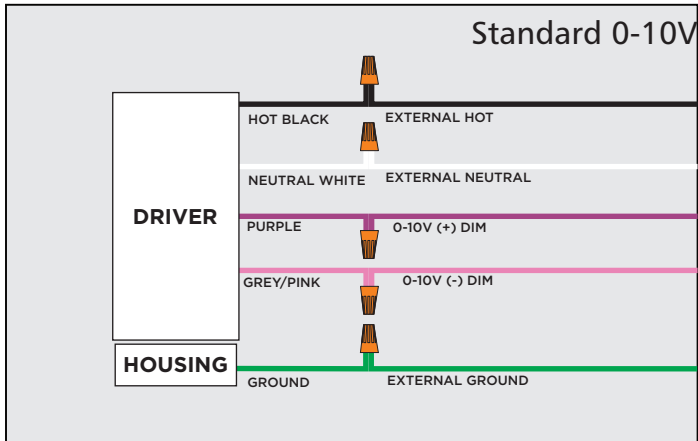 Standard 0-10V
HOT BLACK EXTERNAL HOT
NEUTRAL WHITE EXTERNAL NEUTRAL
DRIVER
PURPLE 0-10V (+) DIM
GREY/PINK 0-10V (-) DIM
HOUSING
GROUND EXTERNAL GROUND